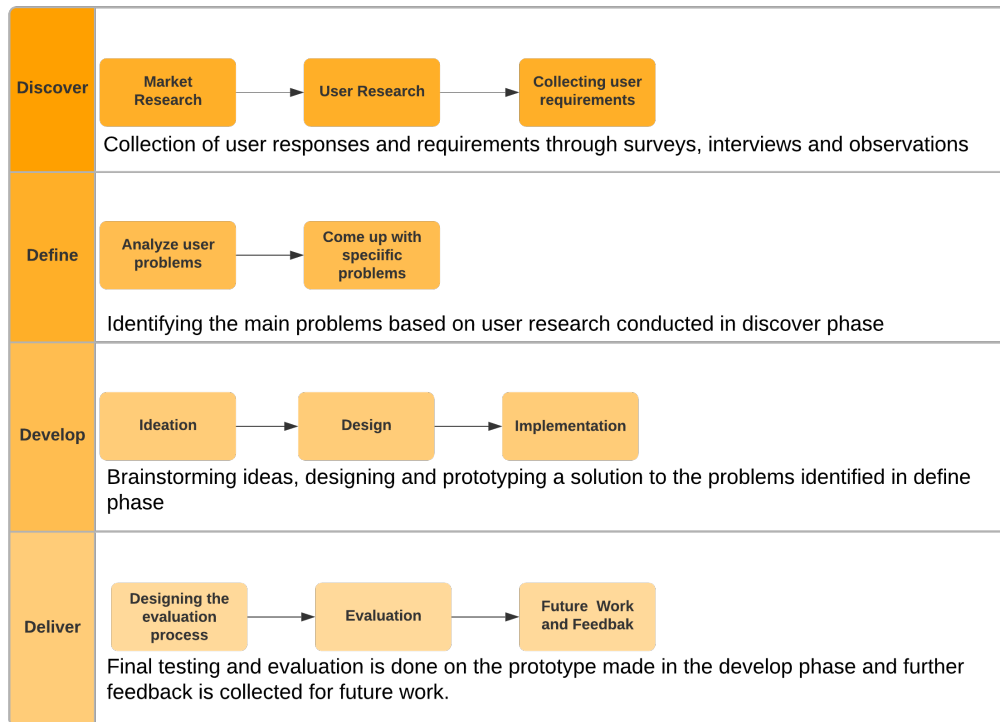 Discover
Market
Research
User Research
Collecting user
requirements
Collection of user responses and requirements through surveys, interviews and observations
Define
Analyze user
problems
Come up with
speciific
problems
Identifying the main problems based on user research conducted in discover phase
Develop
Ideation
Design
Implementation
Brainstorming ideas, designing and prototyping a solution to the problems identified in define
phase
Deliver
Designing the
evaluation
process
Evaluation
Future Work
and Feedbak
Final testing and evaluation is done on the prototype made in the develop phase and further
feedback is collected for future work.